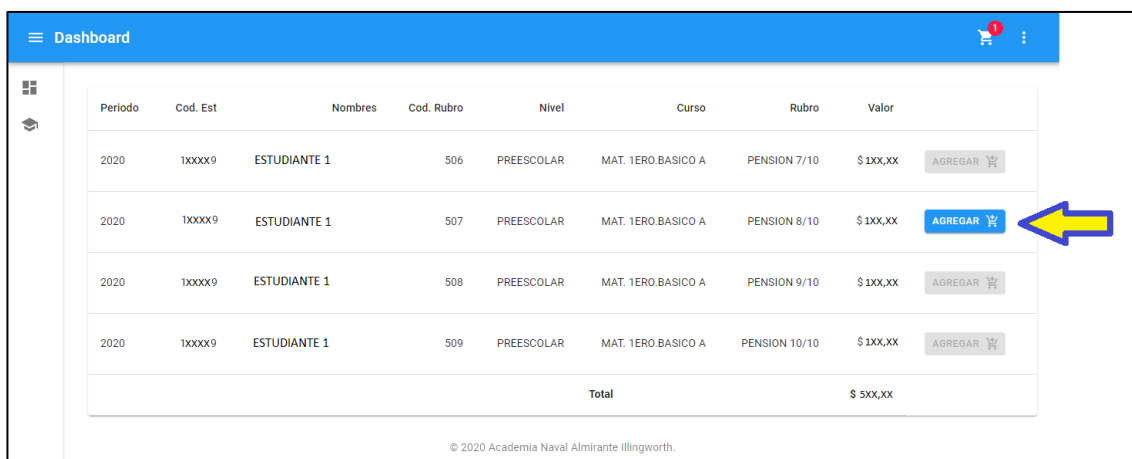 Dashboard 1
Periodo Cod. Est Nombres Cod. Rubro Nivel Curso Rubro Valor
2020 1XXXX9 ESTUDIANTE 1 506 PREESCOLAR MAT. 1ERO.BASICO A PENSION 7/10 $ 1XX,XX AGREGAR
2020 1XXXX9 ESTUDIANTE 1 507 PREESCOLAR MAT. 1ERO.BASICO A PENSION 8/10 $ 1XX,XX AGREGAR
2020 1XXXX9 ESTUDIANTE 1 508 PREESCOLAR MAT. 1ERO.BASICO A PENSION 9/10 $ 1XX,XX AGREGAR
2020 1XXXX9 ESTUDIANTE 1 509 PREESCOLAR MAT. 1ERO.BASICO A PENSION 10/10 $ 1XX,XX AGREGAR
Total $ 5XX,XX
© 2020 Academia Naval Almirante Illingworth.